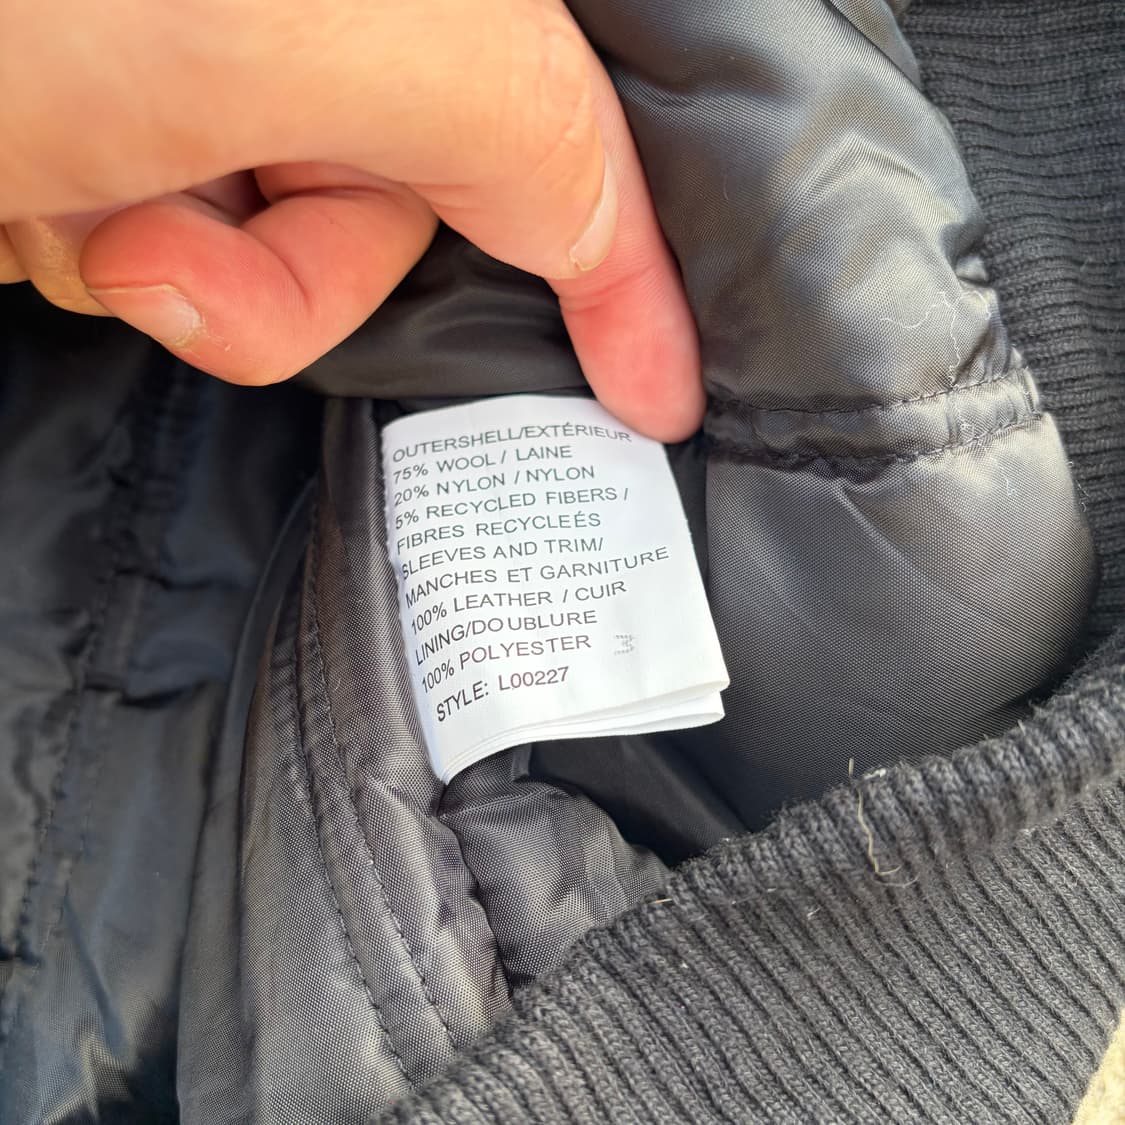 OUTERSHELL/EXTÉRIEUR
75% WOOL / LAINE
20% NYLON / NYLON
5% RECYCLED FIBERS /
FIBRES RECYCLEÉS
SLEEVES AND TRIM/
MANCHES ET GARNITURE
100% LEATHER / CUIR
LINING/DOUBLURE
100% POLYESTER
STYLE: L00227